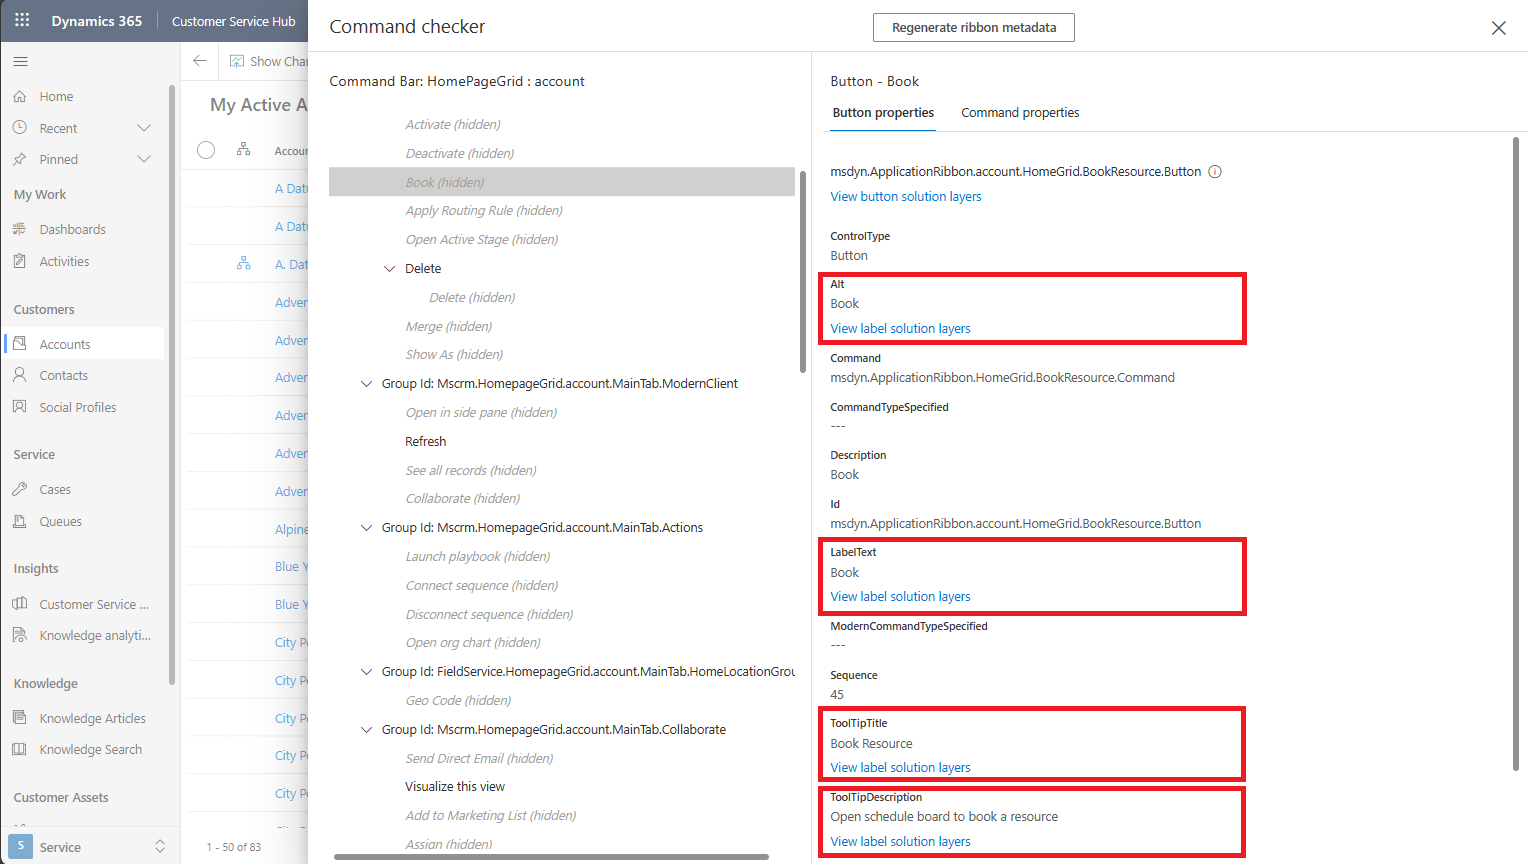 Dynamics 365
Customer Service Hub
Home
Recent
Pinned
My Work
Dashboards
Activities
Customers
Accounts
Contacts
Social Profiles
Service
Cases
Queues
Insights
Customer Service ...
Knowledge analyti...
Knowledge
Knowledge Articles
Knowledge Search
Customer Assets
S
Service
Show Char
My Active A
Accour
A Datu
A Datu
A. Dat
Adver
Adver
Adver
Adver
Adver
Adver
Alpine
Blue Y
Blue Y
City Po
City Po
City Po
City Po
City Po
1 - 50 of 83
Command checker
Regenerate ribbon metadata
Command Bar: HomePageGrid : account
Activate (hidden)
Deactivate (hidden)
Book (hidden)
Apply Routing Rule (hidden)
Open Active Stage (hidden)
Delete
Delete (hidden)
Merge (hidden)
Show As (hidden)
Group Id: Mscrm.HomepageGrid.account.MainTab.ModernClient
Open in side pane (hidden)
Refresh
See all records (hidden)
Collaborate (hidden)
Group Id: Mscrm.HomepageGrid.account.MainTab.Actions
Launch playbook (hidden)
Connect sequence (hidden)
Disconnect sequence (hidden)
Open org chart (hidden)
Group Id: FieldService.HomepageGrid.account.MainTab.HomeLocationGrou
Geo Code (hidden)
Group Id: Mscrm.HomepageGrid.account.MainTab.Collaborate
Send Direct Email (hidden)
Visualize this view
Add to Marketing List (hidden)
Assign (hidden)
Button - Book
Button properties
Command properties
msdyn.ApplicationRibbon.account.HomeGrid.BookResource.Button
View button solution layers
ControlType
Button
Alt
Book
View label solution layers
Command
msdyn.ApplicationRibbon.HomeGrid.BookResource.Command
CommandTypeSpecified
---
Description
Book
Id
msdyn.ApplicationRibbon.account.HomeGrid.BookResource.Button
LabelText
Book
View label solution layers
ModernCommandTypeSpecified
---
Sequence
45
ToolTipTitle
Book Resource
View label solution layers
ToolTipDescription
Open schedule board to book a resource
View label solution layers